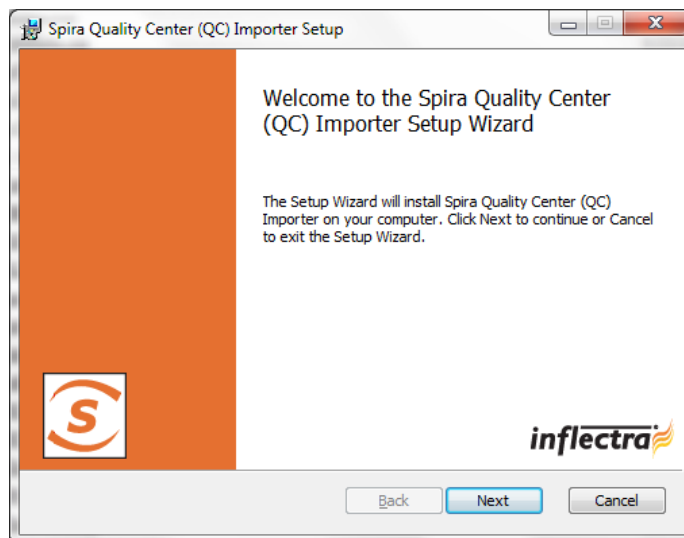 Spira Quality Center (QC) Importer Setup
Welcome to the Spira Quality Center
(QC) Importer Setup Wizard
The Setup Wizard will install Spira Quality Center (QC)
Importer on your computer. Click Next to continue or Cancel
to exit the Setup Wizard.
S
inflectra
Back
Next
Cancel